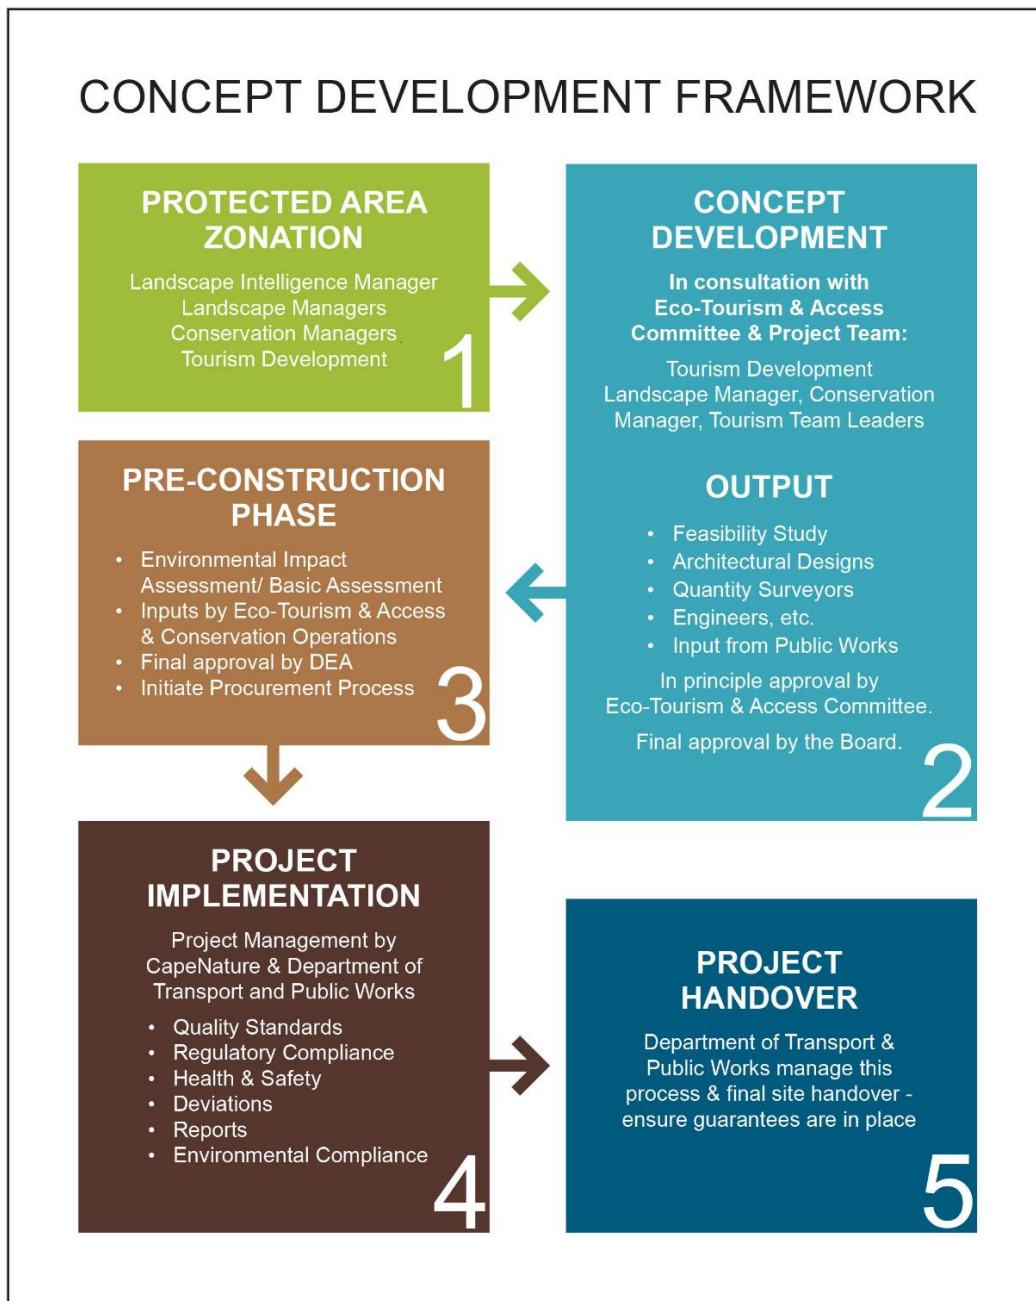 CONCEPT DEVELOPMENT FRAMEWORK
PROTECTED AREA
ZONATION
Landscape Intelligence Manager
Landscape Managers
Conservation Managers
Tourism Development
1
CONCEPT
DEVELOPMENT
In consultation with
Eco-Tourism & Access
Committee & Project Team:
Tourism Development
Landscape Manager, Conservation
Manager, Tourism Team Leaders
OUTPUT
• Feasibility Study
• Architectural Designs
• Quantity Surveyors
• Engineers, etc.
• Input from Public Works
In principle approval by
Eco-Tourism & Access Committee.
Final approval by the Board.
2
PRE-CONSTRUCTION
PHASE
• Environmental Impact
Assessment/ Basic Assessment
• Inputs by Eco-Tourism & Access
& Conservation Operations
• Final approval by DEA
• Initiate Procurement Process
3
PROJECT
IMPLEMENTATION
Project Management by
CapeNature & Department of
Transport and Public Works
• Quality Standards
• Regulatory Compliance
• Health & Safety
• Deviations
• Reports
• Environmental Compliance
4
PROJECT
HANDOVER
Department of Transport &
Public Works manage this
process & final site handover -
ensure guarantees are in place
5